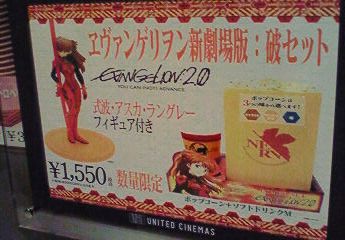 ヱヴァンゲリヲン新劇場版：破セット
EVANGELION 2.0
YOU CAN (NOT) ADVANCE.
式波・アスカ・ラングレー
フィギュア付き
¥1,550
数量限定
ポップコーンは
3つの味から選べます!
NERV
ポップコーン+ソフトドリンクM
UNITED CINEMAS